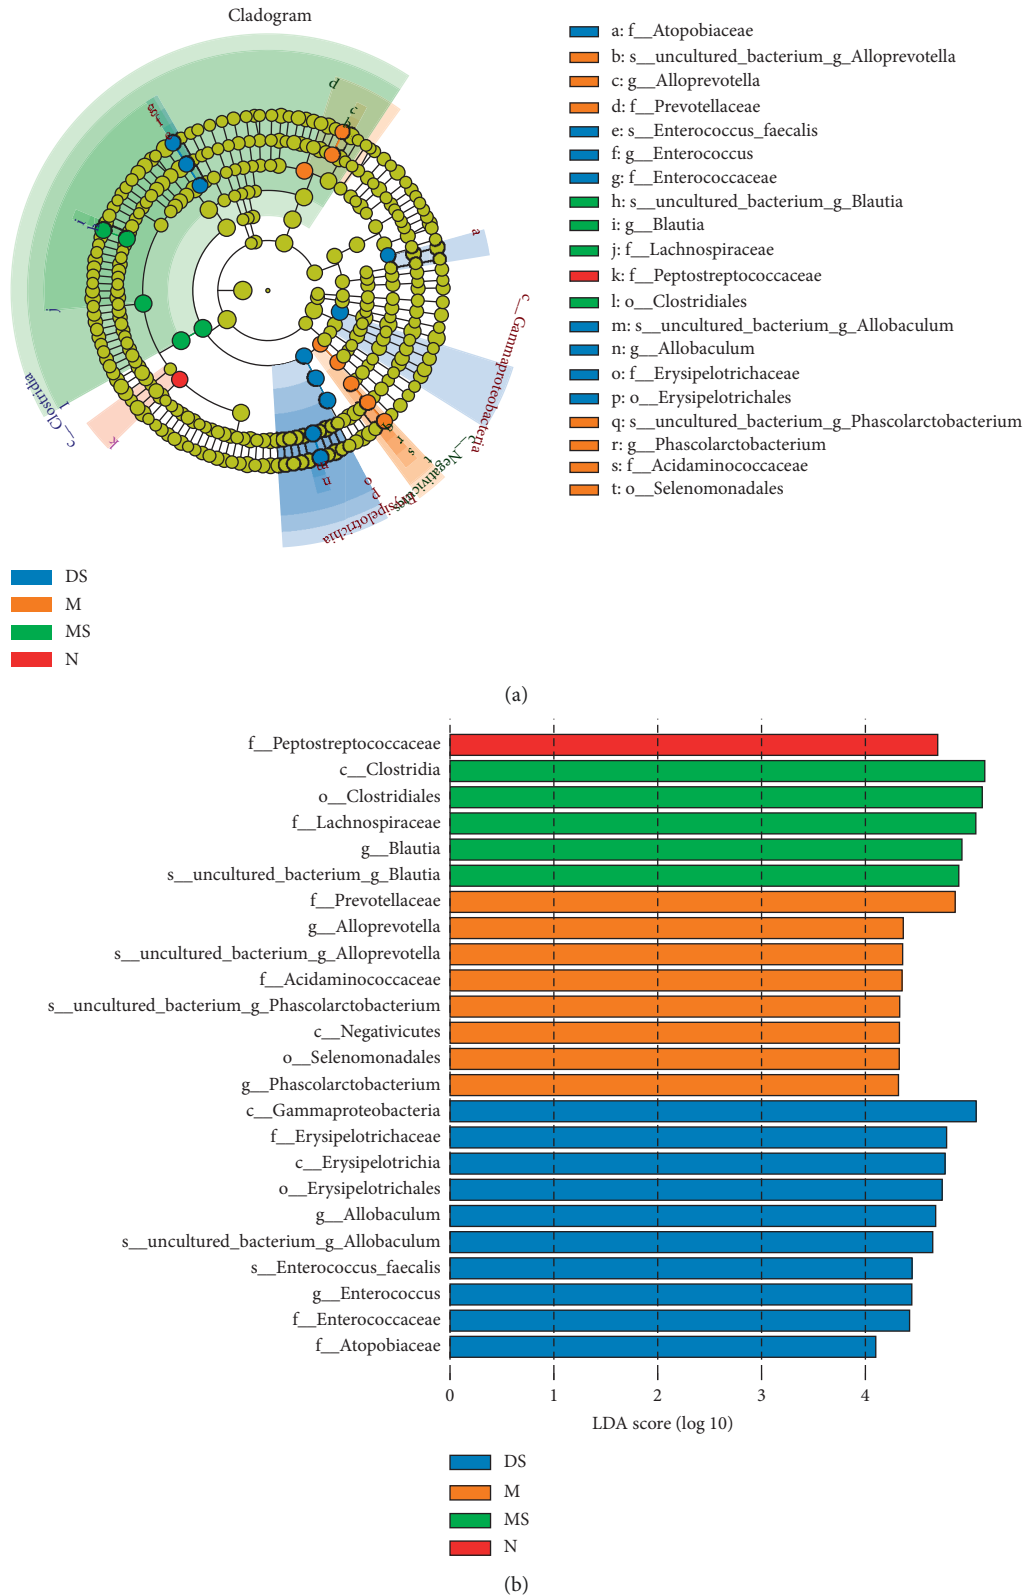 Cladogram
a: f__Atopobiaceae
b: s__uncultured_bacterium_g_Alloprevotella
c: g__Alloprevotella
d: f__Prevotellaceae
e: s__Enterococcus_faecalis
f: g__Enterococcus
g: f__Enterococcaceae
h: s__uncultured_bacterium_g_Blautia
i: g__Blautia
j: f__Lachnospiraceae
k: f__Peptostreptococcaceae
l: o__Clostridiales
m: s__uncultured_bacterium_g_Allobaculum
n: g__Allobaculum
o: f__Erysipelotrichaceae
p: o__Erysipelotrichales
q: s__uncultured_bacterium_g_Phascolarctobacterium
r: g__Phascolarctobacterium
s: f__Acidaminococcaceae
t: o__Selenomonadales
d
c
a
c__Gammaproteobacteria
c__Negativicutes
t
s
r
p
o
n
m
k
l
c__Clostridia
j
i
DS
M
MS
N
(a)
f__Peptostreptococcaceae
c__Clostridia
o__Clostridiales
f__Lachnospiraceae
g__Blautia
s__uncultured_bacterium_g_Blautia
f__Prevotellaceae
g__Alloprevotella
s__uncultured_bacterium_g_Alloprevotella
f__Acidaminococcaceae
s__uncultured_bacterium_g_Phascolarctobacterium
c__Negativicutes
o__Selenomonadales
g__Phascolarctobacterium
c__Gammaproteobacteria
f__Erysipelotrichaceae
c__Erysipelotrichia
o__Erysipelotrichales
g__Allobaculum
s__uncultured_bacterium_g_Allobaculum
s__Enterococcus_faecalis
g__Enterococcus
f__Enterococcaceae
f__Atopobiaceae
0 1 2 3 4
LDA score (log 10)
DS
M
MS
N
(b)